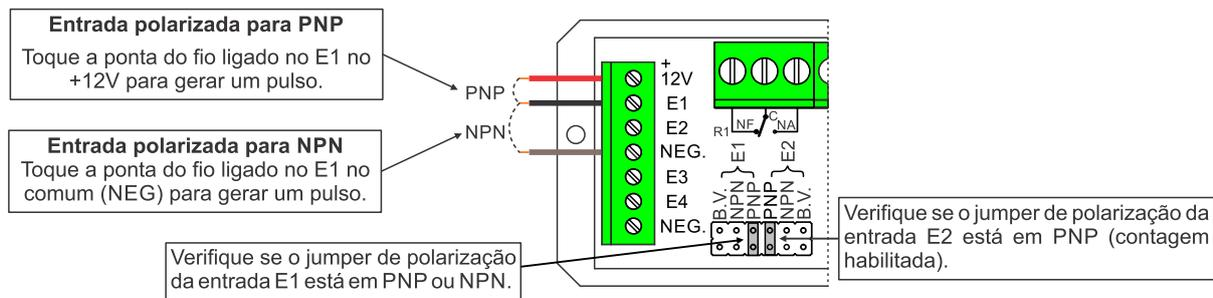 Entrada polarizada para PNP
Toque a ponta do fio ligado no E1 no
+12V para gerar um pulso.
Entrada polarizada para NPN
Toque a ponta do fio ligado no E1 no
comum (NEG) para gerar um pulso.
PNP
NPN
+
12V
E1
E2
NEG.
E3
E4
NEG.
R1 NF C NA
E1 E2
B.V. NPN PNP PNP NPN B.V.
Verifique se o jumper de polarização
da entrada E1 está em PNP ou NPN.
Verifique se o jumper de polarização da
entrada E2 está em PNP (contagem
habilitada).